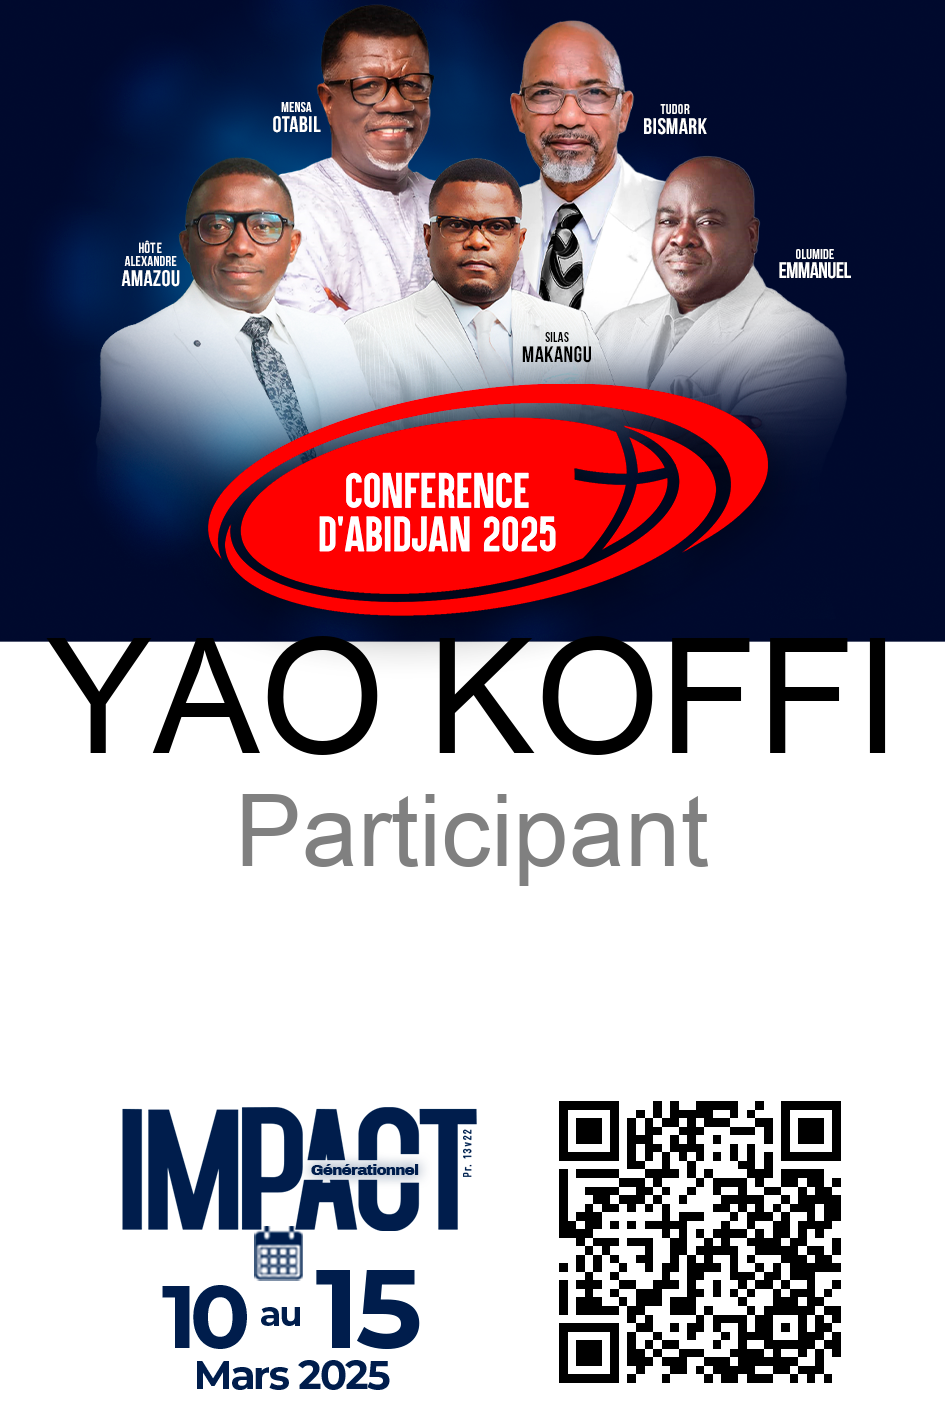 MENSA
OTABIL
TUDOR
BISMARK
HÔTE
ALEXANDRE
AMAZOU
OLUMIDE
EMMANUEL
SILAS
MAKANGU
CONFERENCE
D'ABIDJAN 2025
YAO KOFFI
Participant
IMPACT
Générationnel
Pr. 13v22
10 au 15
Mars 2025